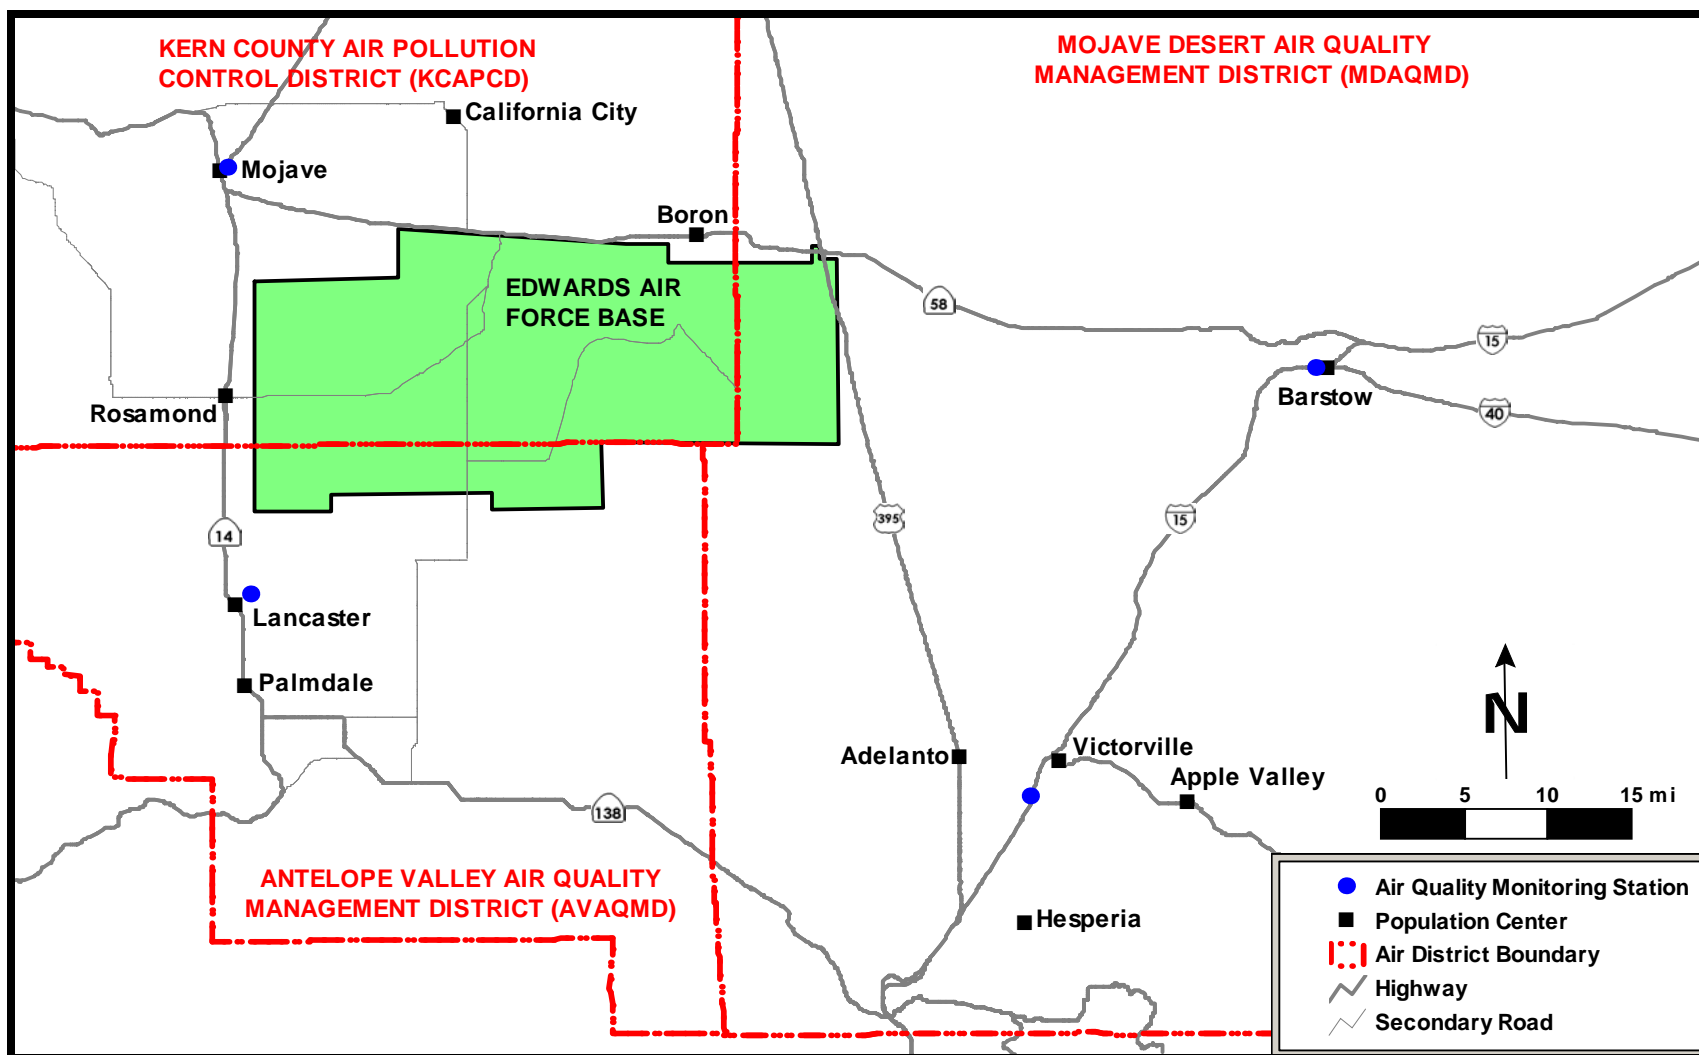 KERN COUNTY AIR POLLUTION
CONTROL DISTRICT (KCAPCD)
MOJAVE DESERT AIR QUALITY
MANAGEMENT DISTRICT (MDAQMD)
California City
Mojave
Boron
EDWARDS AIR
FORCE BASE
58
15
Rosamond
Barstow
40
395
15
14
Lancaster
Palmdale
N
Adelanto
Victorville
Apple Valley
0 5 10 15 mi
138
ANTELOPE VALLEY AIR QUALITY
MANAGEMENT DISTRICT (AVAQMD)
Hesperia
Air Quality Monitoring Station
Population Center
Air District Boundary
Highway
Secondary Road